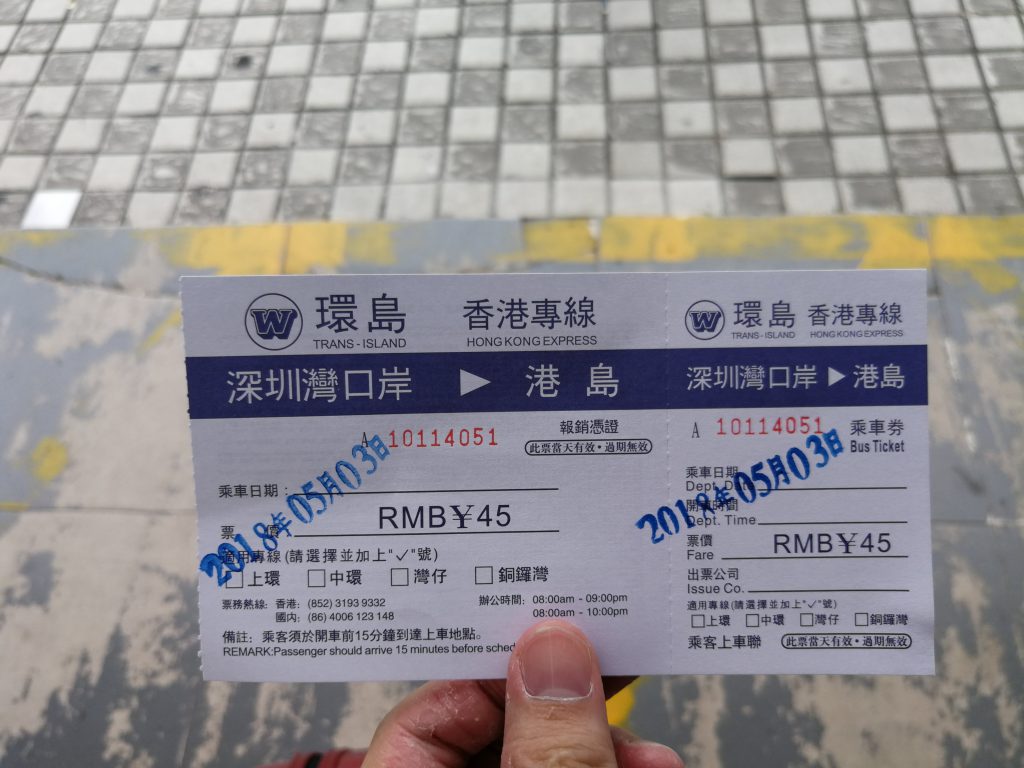 W 環島 香港專線
TRANS-ISLAND HONG KONG EXPRESS
深圳灣口岸 ▶ 港島
A 10114051 報銷憑證
此票當天有效·過期無效
乘車日期:
2018年05月03日
票價 RMB¥45
適用專線(請選擇並加上"✓"號)
□上環 □中環 □灣仔 □銅鑼灣
票務熱線: 香港: (852) 3193 9332 辦公時間: 08:00am - 09:00pm
國內: (86) 4006 123 148 08:00am - 10:00pm
備註: 乘客須於開車前15分鐘到達上車地點。
REMARK:Passenger should arrive 15 minutes before
W 環島 香港專線
TRANS-ISLAND HONG KONG EXPRESS
深圳灣口岸 ▶ 港島
A 10114051 乘車券
Bus Ticket
乘車日期
Dept. Date
2018年05月03日
開車時間
Dept. Time
票價
Fare RMB¥45
出票公司
Issue Co.
適用專線(請選擇並加上"✓"號)
□上環 □中環 □灣仔 □銅鑼灣
乘客上車聯 此票當天有效·過期無效